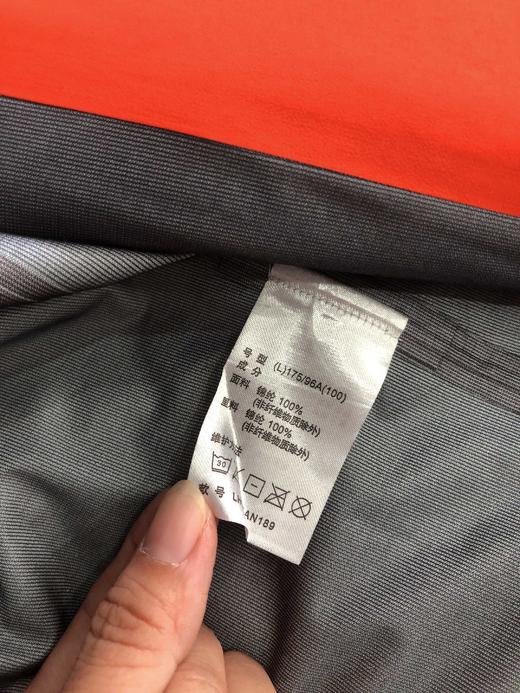 号 型 (L)175/96A(100)
成 分
面料 锦纶 100%
(非纤维物质除外)
里料 锦纶 100%
(非纤维物质除外)
维护方法
30
款 号 AN189